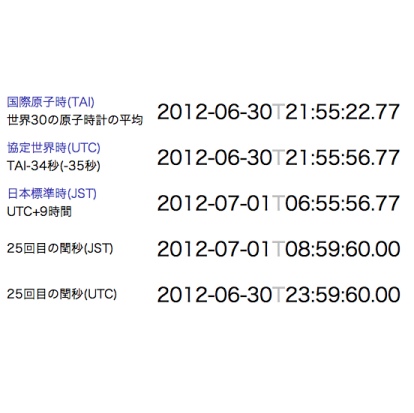 国際原子時(TAI)
世界30の原子時計の平均
2012-06-30T21:55:22.77
協定世界時(UTC)
TAI-34秒(-35秒)
2012-06-30T21:55:56.77
日本標準時(JST)
UTC+9時間
2012-07-01T06:55:56.77
25回目の閏秒(JST)
2012-07-01T08:59:60.00
25回目の閏秒(UTC)
2012-06-30T23:59:60.00